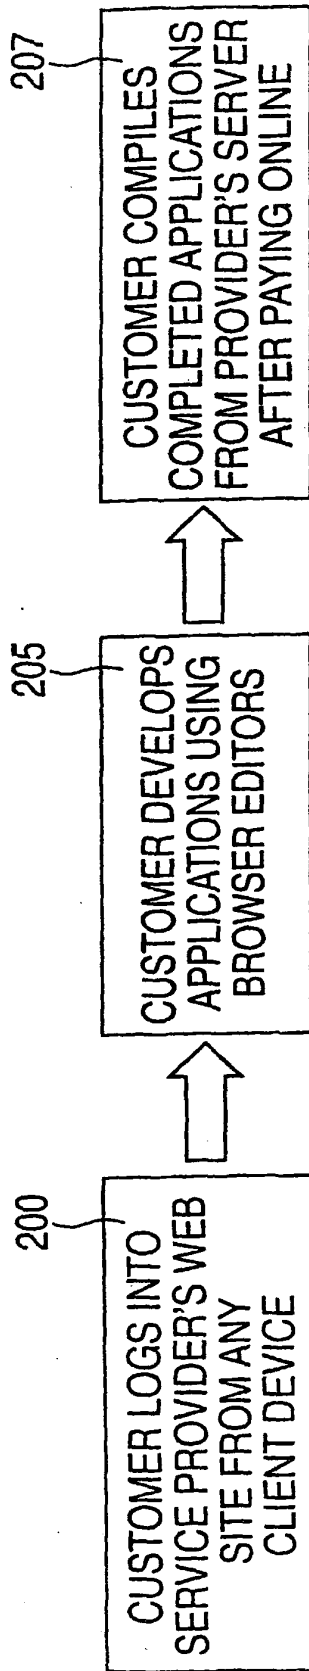 200
CUSTOMER LOGS INTO
SERVICE PROVIDER'S WEB
SITE FROM ANY
CLIENT DEVICE
205
CUSTOMER DEVELOPS
APPLICATIONS USING
BROWSER EDITORS
207
CUSTOMER COMPILES
COMPLETED APPLICATIONS
FROM PROVIDER'S SERVER
AFTER PAYING ONLINE